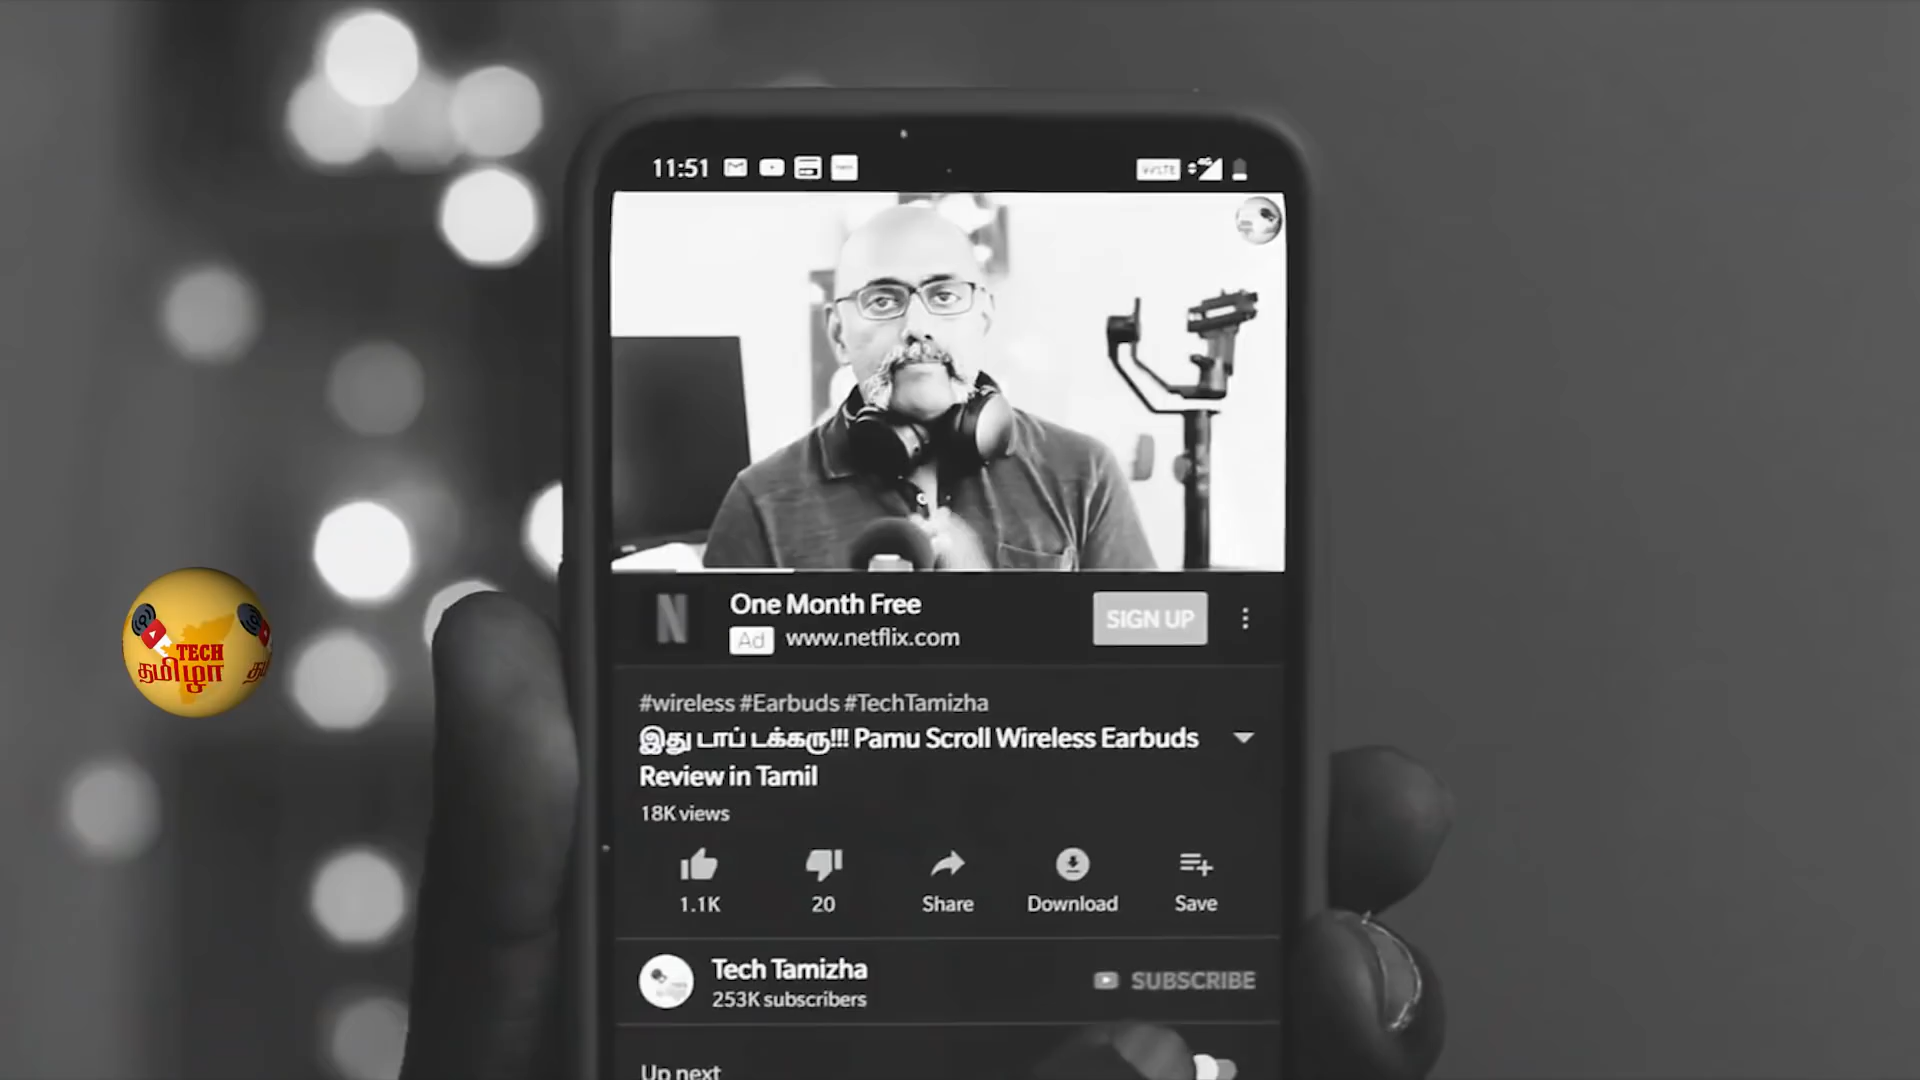 11:51
VoLTE 4G
One Month Free
SIGN UP
Ad www.netflix.com
#wireless #Earbuds #TechTamizha
இது டாப் டக்கரு!!! Pamu Scroll Wireless Earbuds
Review in Tamil
18K views
1.1K 20 Share Download Save
Tech Tamizha
253K subscribers
SUBSCRIBE
Up next
TECH
தமிழா